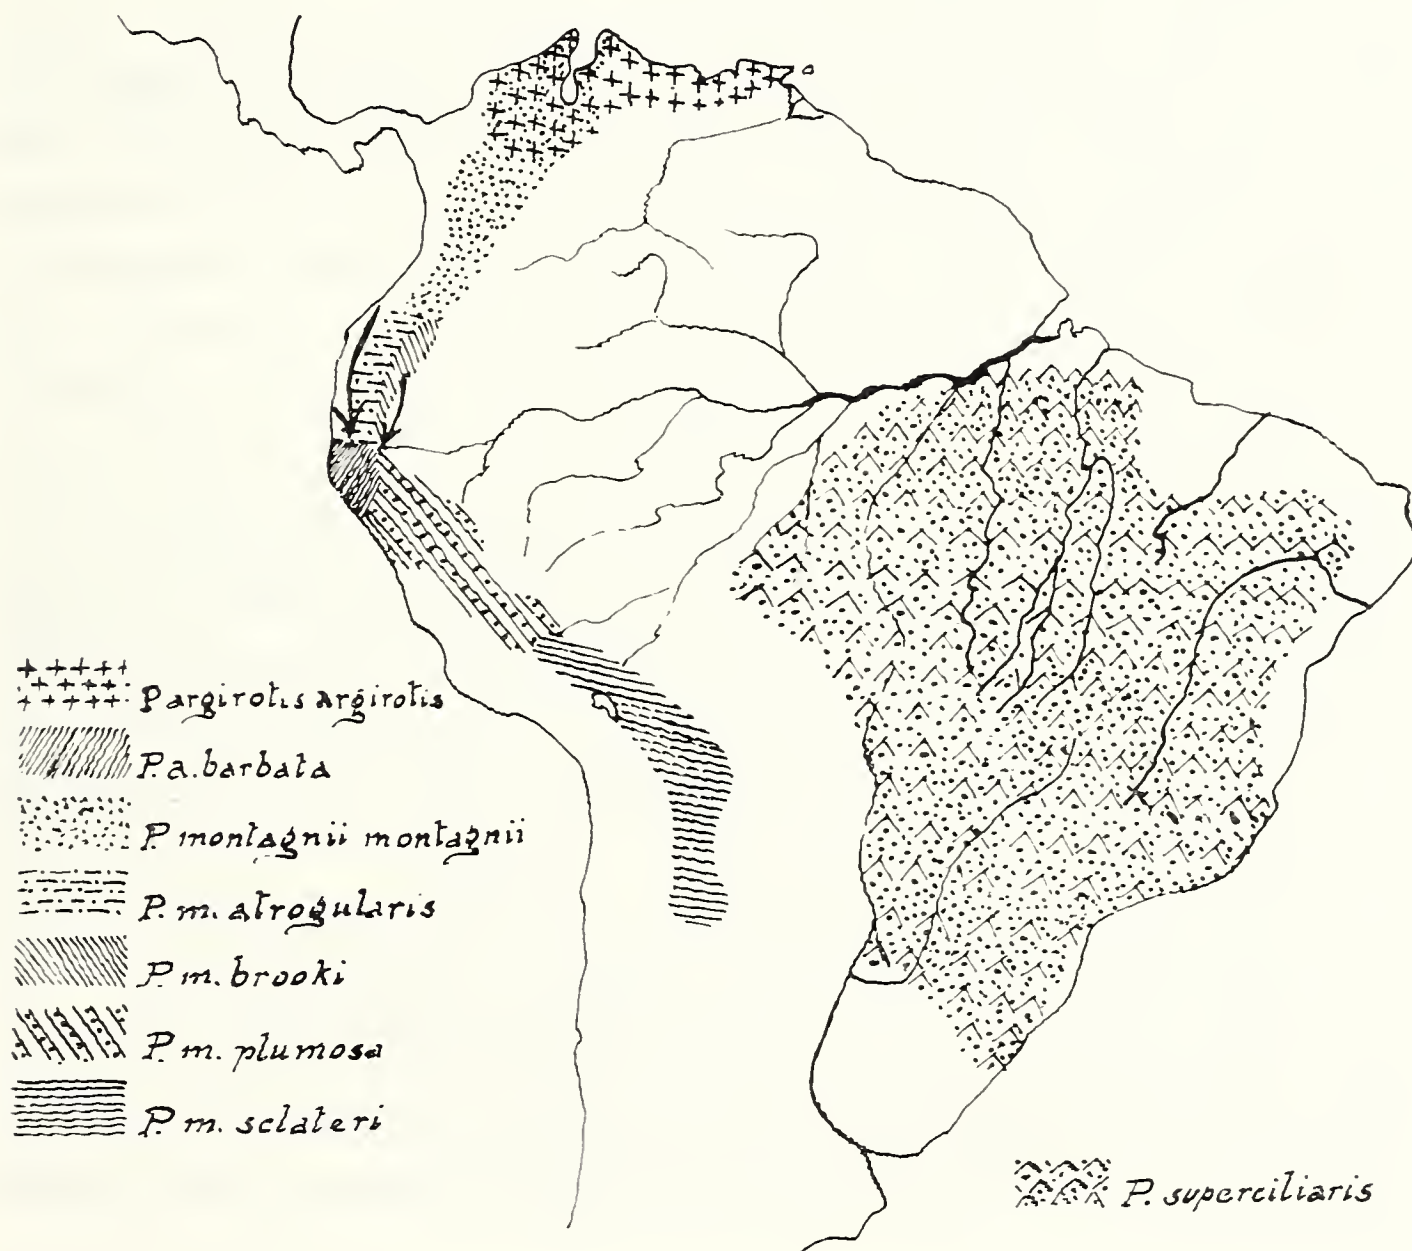 P argirotis argirotis
P. a. barbata
P. montagnii montagnii
P. m. atrogularis
P. m. brooki
P. m. plumosa
P. m. sclateri
P. superciliaris